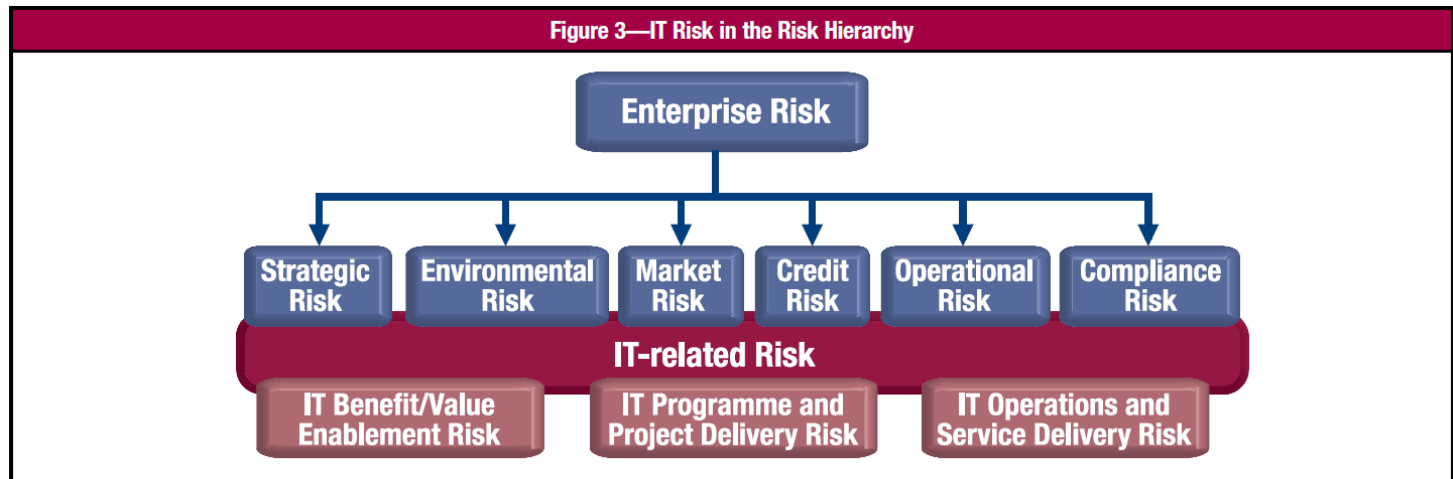 Figure 3—IT Risk in the Risk Hierarchy
Enterprise Risk
Strategic
Risk
Environmental
Risk
Market
Risk
Credit
Risk
Operational
Risk
Compliance
Risk
IT-related Risk
IT Benefit/Value
Enablement Risk
IT Programme and
Project Delivery Risk
IT Operations and
Service Delivery Risk